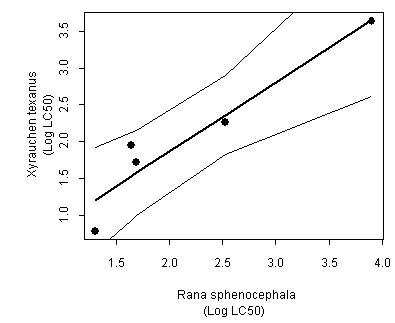 Xyrauchen texanus
(Log LC50)
3.5
3.0
2.5
2.0
1.5
1.0
1.5 2.0 2.5 3.0 3.5 4.0
Rana sphenocephala
(Log LC50)